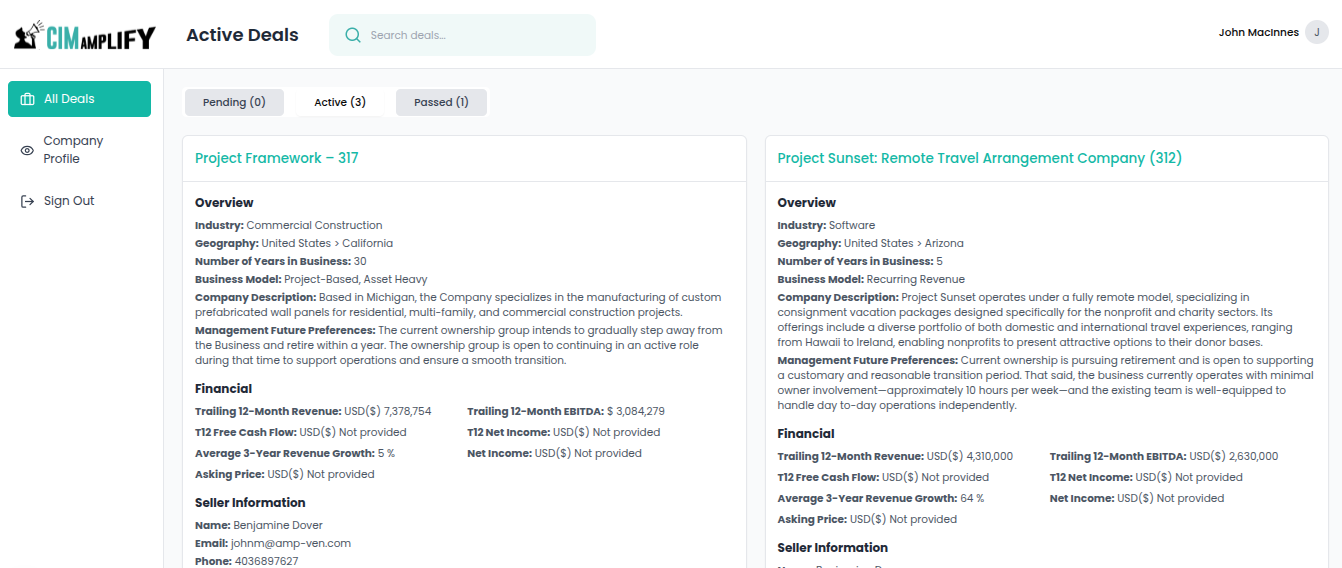 CIM AMPLIFY
Active Deals
Search deals...
John MacInnes
J
All Deals
Company
Profile
Sign Out
Pending (0)
Active (3)
Passed (1)
Project Framework – 317
Overview
Industry: Commercial Construction
Geography: United States > California
Number of Years in Business: 30
Business Model: Project-Based, Asset Heavy
Company Description: Based in Michigan, the Company specializes in the manufacturing of custom
prefabricated wall panels for residential, multi-family, and commercial construction projects.
Management Future Preferences: The current ownership group intends to gradually step away from
the Business and retire within a year. The ownership group is open to continuing in an active role
during that time to support operations and ensure a smooth transition.
Financial
Trailing 12-Month Revenue: USD($) 7,378,754
Trailing 12-Month EBITDA: $ 3,084,279
T12 Free Cash Flow: USD($) Not provided
T12 Net Income: USD($) Not provided
Average 3-Year Revenue Growth: 5 %
Net Income: USD($) Not provided
Asking Price: USD($) Not provided
Seller Information
Name: Benjamine Dover
Email: johnm@amp-ven.com
Phone: 4036897627
Project Sunset: Remote Travel Arrangement Company (312)
Overview
Industry: Software
Geography: United States > Arizona
Number of Years in Business: 5
Business Model: Recurring Revenue
Company Description: Project Sunset operates under a fully remote model, specializing in
consignment vacation packages designed specifically for the nonprofit and charity sectors. Its
offerings include a diverse portfolio of both domestic and international travel experiences, ranging
from Hawaii to Ireland, enabling nonprofits to present attractive options to their donor bases.
Management Future Preferences: Current ownership is pursuing retirement and is open to supporting
a customary and reasonable transition period. That said, the business currently operates with minimal
owner involvement—approximately 10 hours per week—and the existing team is well-equipped to
handle day to-day operations independently.
Financial
Trailing 12-Month Revenue: USD($) 4,310,000
Trailing 12-Month EBITDA: USD($) 2,630,000
T12 Free Cash Flow: USD($) Not provided
T12 Net Income: USD($) Not provided
Average 3-Year Revenue Growth: 64 %
Net Income: USD($) Not provided
Asking Price: USD($) Not provided
Seller Information